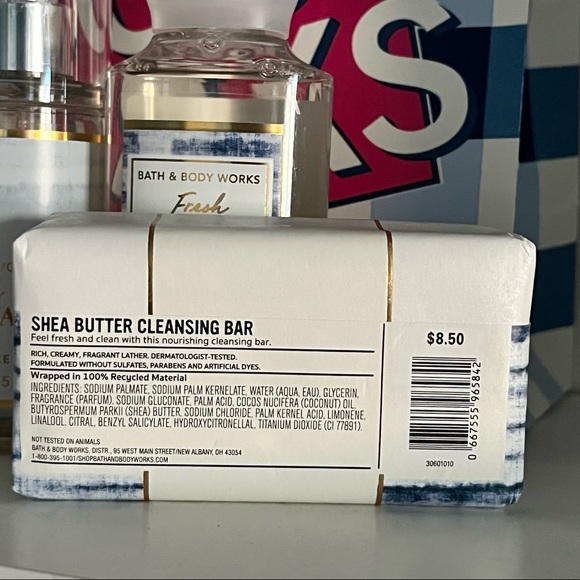 KS
BATH & BODY WORKS
Fresh
SHEA BUTTER CLEANSING BAR
Feel fresh and clean with this nourishing cleansing bar.
RICH, CREAMY, FRAGRANT LATHER. DERMATOLOGIST-TESTED.
FORMULATED WITHOUT SULFATES, PARABENS AND ARTIFICIAL DYES.
Wrapped in 100% Recycled Material
INGREDIENTS: SODIUM PALMATE, SODIUM PALM KERNELATE, WATER (AQUA, EAU), GLYCERIN,
FRAGRANCE (PARFUM), SODIUM GLUCONATE, PALM ACID, COCOS NUCIFERA (COCONUT) OIL,
BUTYROSPERMUM PARKII (SHEA) BUTTER, SODIUM CHLORIDE, PALM KERNEL ACID, LIMONENE,
LINALOOL, CITRAL, BENZYL SALICYLATE, HYDROXYCITRONELLAL, TITANIUM DIOXIDE (CI 77891).
NOT TESTED ON ANIMALS
BATH & BODY WORKS, DISTR., 95 WEST MAIN STREET/NEW ALBANY, OH 43054
1-800-395-1001/SHOPBATHANDBODYWORKS.COM
$8.50
0 667555 965842
30601010